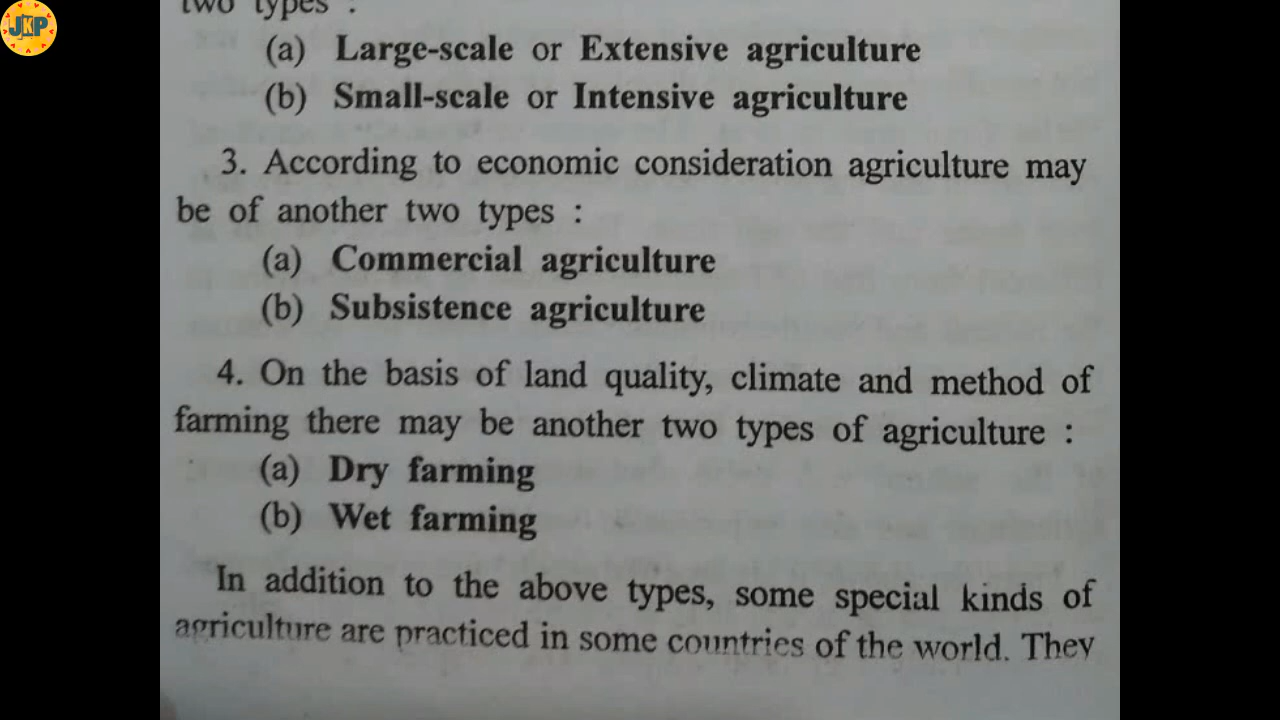 JKP
two types :
(a) Large-scale or Extensive agriculture
(b) Small-scale or Intensive agriculture
3. According to economic consideration agriculture may
be of another two types :
(a) Commercial agriculture
(b) Subsistence agriculture
4. On the basis of land quality, climate and method of
farming there may be another two types of agriculture :
(a) Dry farming
(b) Wet farming
In addition to the above types, some special kinds of
agriculture are practiced in some countries of the world. They